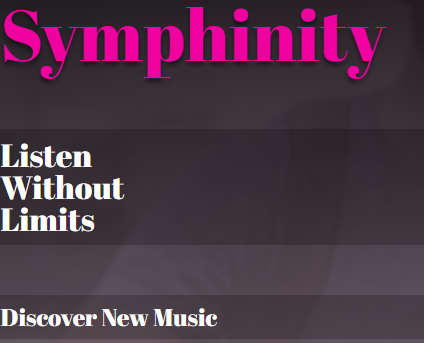 Symphinity
Listen
Without
Limits
Discover New Music